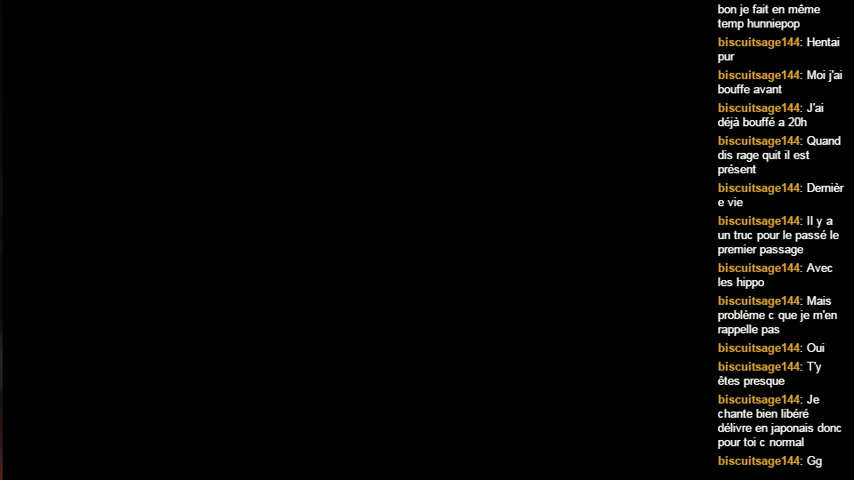 bon je fait en même
temp hunniepop
biscuitsage144: Hentai
pur
biscuitsage144: Moi j'ai
bouffe avant
biscuitsage144: J'ai
déjà bouffé a 20h
biscuitsage144: Quand
dis rage quit il est
présent
biscuitsage144: Dernièr
e vie
biscuitsage144: Il y a
un truc pour le passé le
premier passage
biscuitsage144: Avec
les hippo
biscuitsage144: Mais
problème c que je m'en
rappelle pas
biscuitsage144: Oui
biscuitsage144: T'y
êtes presque
biscuitsage144: Je
chante bien libéré
délivre en japonais donc
pour toi c normal
biscuitsage144: Gg